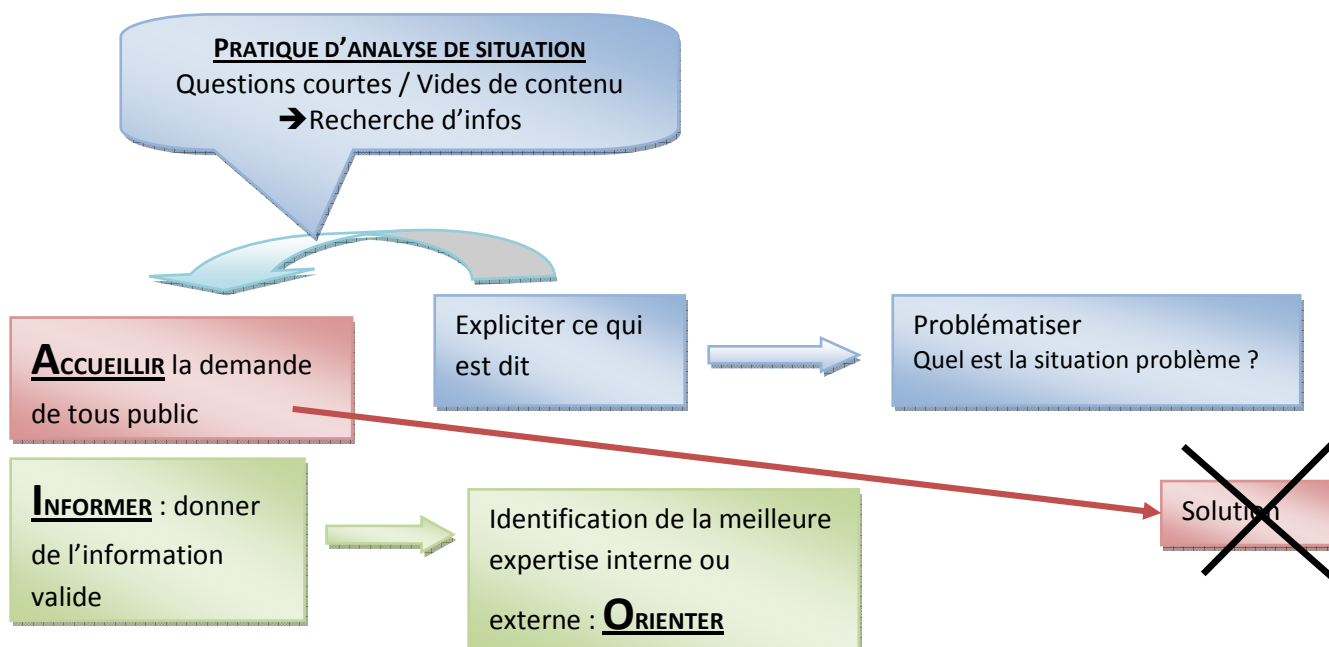 PRATIQUE D’ANALYSE DE SITUATION
Questions courtes / Vides de contenu
➔Recherche d’infos
ACCUEILLIR la demande
de tous public
Expliciter ce qui
est dit
Problématiser
Quel est la situation problème ?
INFORMER : donner
de l’information
valide
Identification de la meilleure
expertise interne ou
externe : ORIENTER
Solution